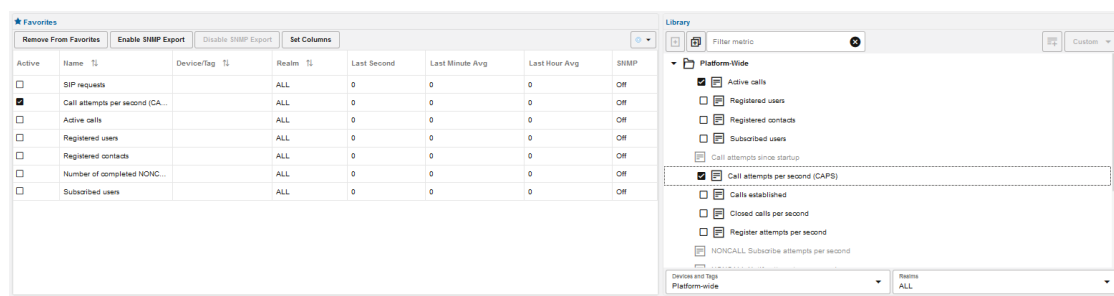 Favorites
Remove From Favorites Enable SNMP Export Disable SNMP Export Set Columns
Active Name Device/Tag Realm Last Second Last Minute Avg Last Hour Avg SNMP
SIP requests ALL 0 0 0 Off
Call attempts per second (CA... ALL 0 0 0 Off
Active calls ALL 0 0 0 Off
Registered users ALL 0 0 0 Off
Registered contacts ALL 0 0 0 Off
Number of completed NONC... ALL 0 0 0 Off
Subscribed users ALL 0 0 0 Off
Library
Filter metric Custom
Platform-Wide
Active calls
Registered users
Registered contacts
Subscribed users
Call attempts since startup
Call attempts per second (CAPS)
Calls established
Closed calls per second
Register attempts per second
NONCALL Subscribe attempts per second
Devices and Tags Realms
Platform-wide ALL